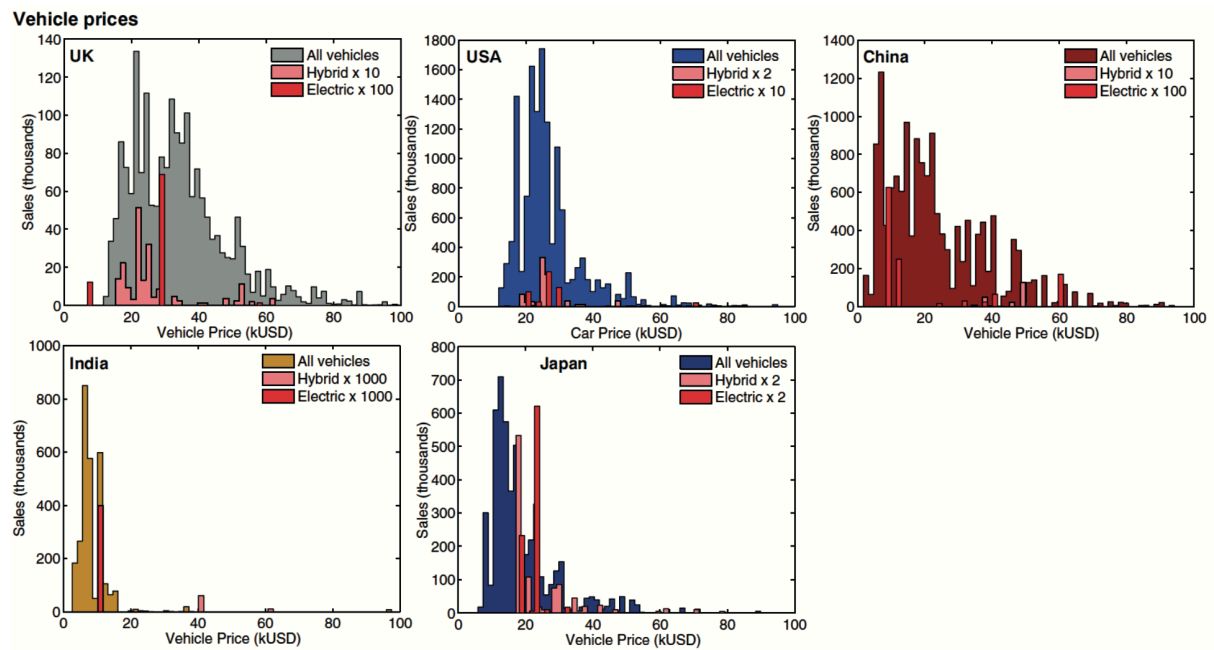 Vehicle prices
UK
All vehicles
Hybrid x 10
Electric x 100
Sales (thousands)
140
120
100
80
60
40
20
0
0 20 40 60 80 100
Vehicle Price (kUSD)
USA
All vehicles
Hybrid x 2
Electric x 10
Sales (thousands)
1800
1600
1400
1200
1000
800
600
400
200
0
0 20 40 60 80 100
Car Price (kUSD)
China
All vehicles
Hybrid x 10
Electric x 100
Sales (thousands)
1400
1200
1000
800
600
400
200
0
0 20 40 60 80 100
Vehicle Price (kUSD)
India
All vehicles
Hybrid x 1000
Electric x 1000
Sales (thousands)
1000
800
600
400
200
0
0 20 40 60 80 100
Vehicle Price (kUSD)
Japan
All vehicles
Hybrid x 2
Electric x 2
Sales (thousands)
800
700
600
500
400
300
200
100
0
0 20 40 60 80 100
Vehicle Price (kUSD)